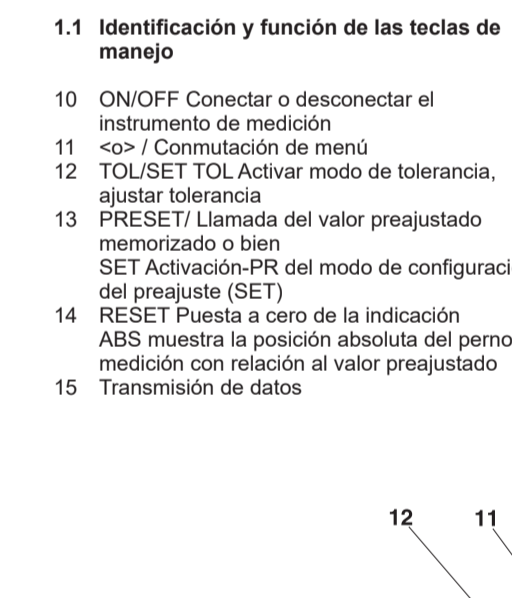 1.1 Identificación y función de las teclas de
manejo
10 ON/OFF Conectar o desconectar el
instrumento de medición
11 <o> / Conmutación de menú
12 TOL/SET TOL Activar modo de tolerancia,
ajustar tolerancia
13 PRESET/ Llamada del valor preajustado
memorizado o bien
SET Activación-PR del modo de configuraci
del preajuste (SET)
14 RESET Puesta a cero de la indicación
ABS muestra la posición absoluta del perno
medición con relación al valor preajustado
15 Transmisión de datos
12 11